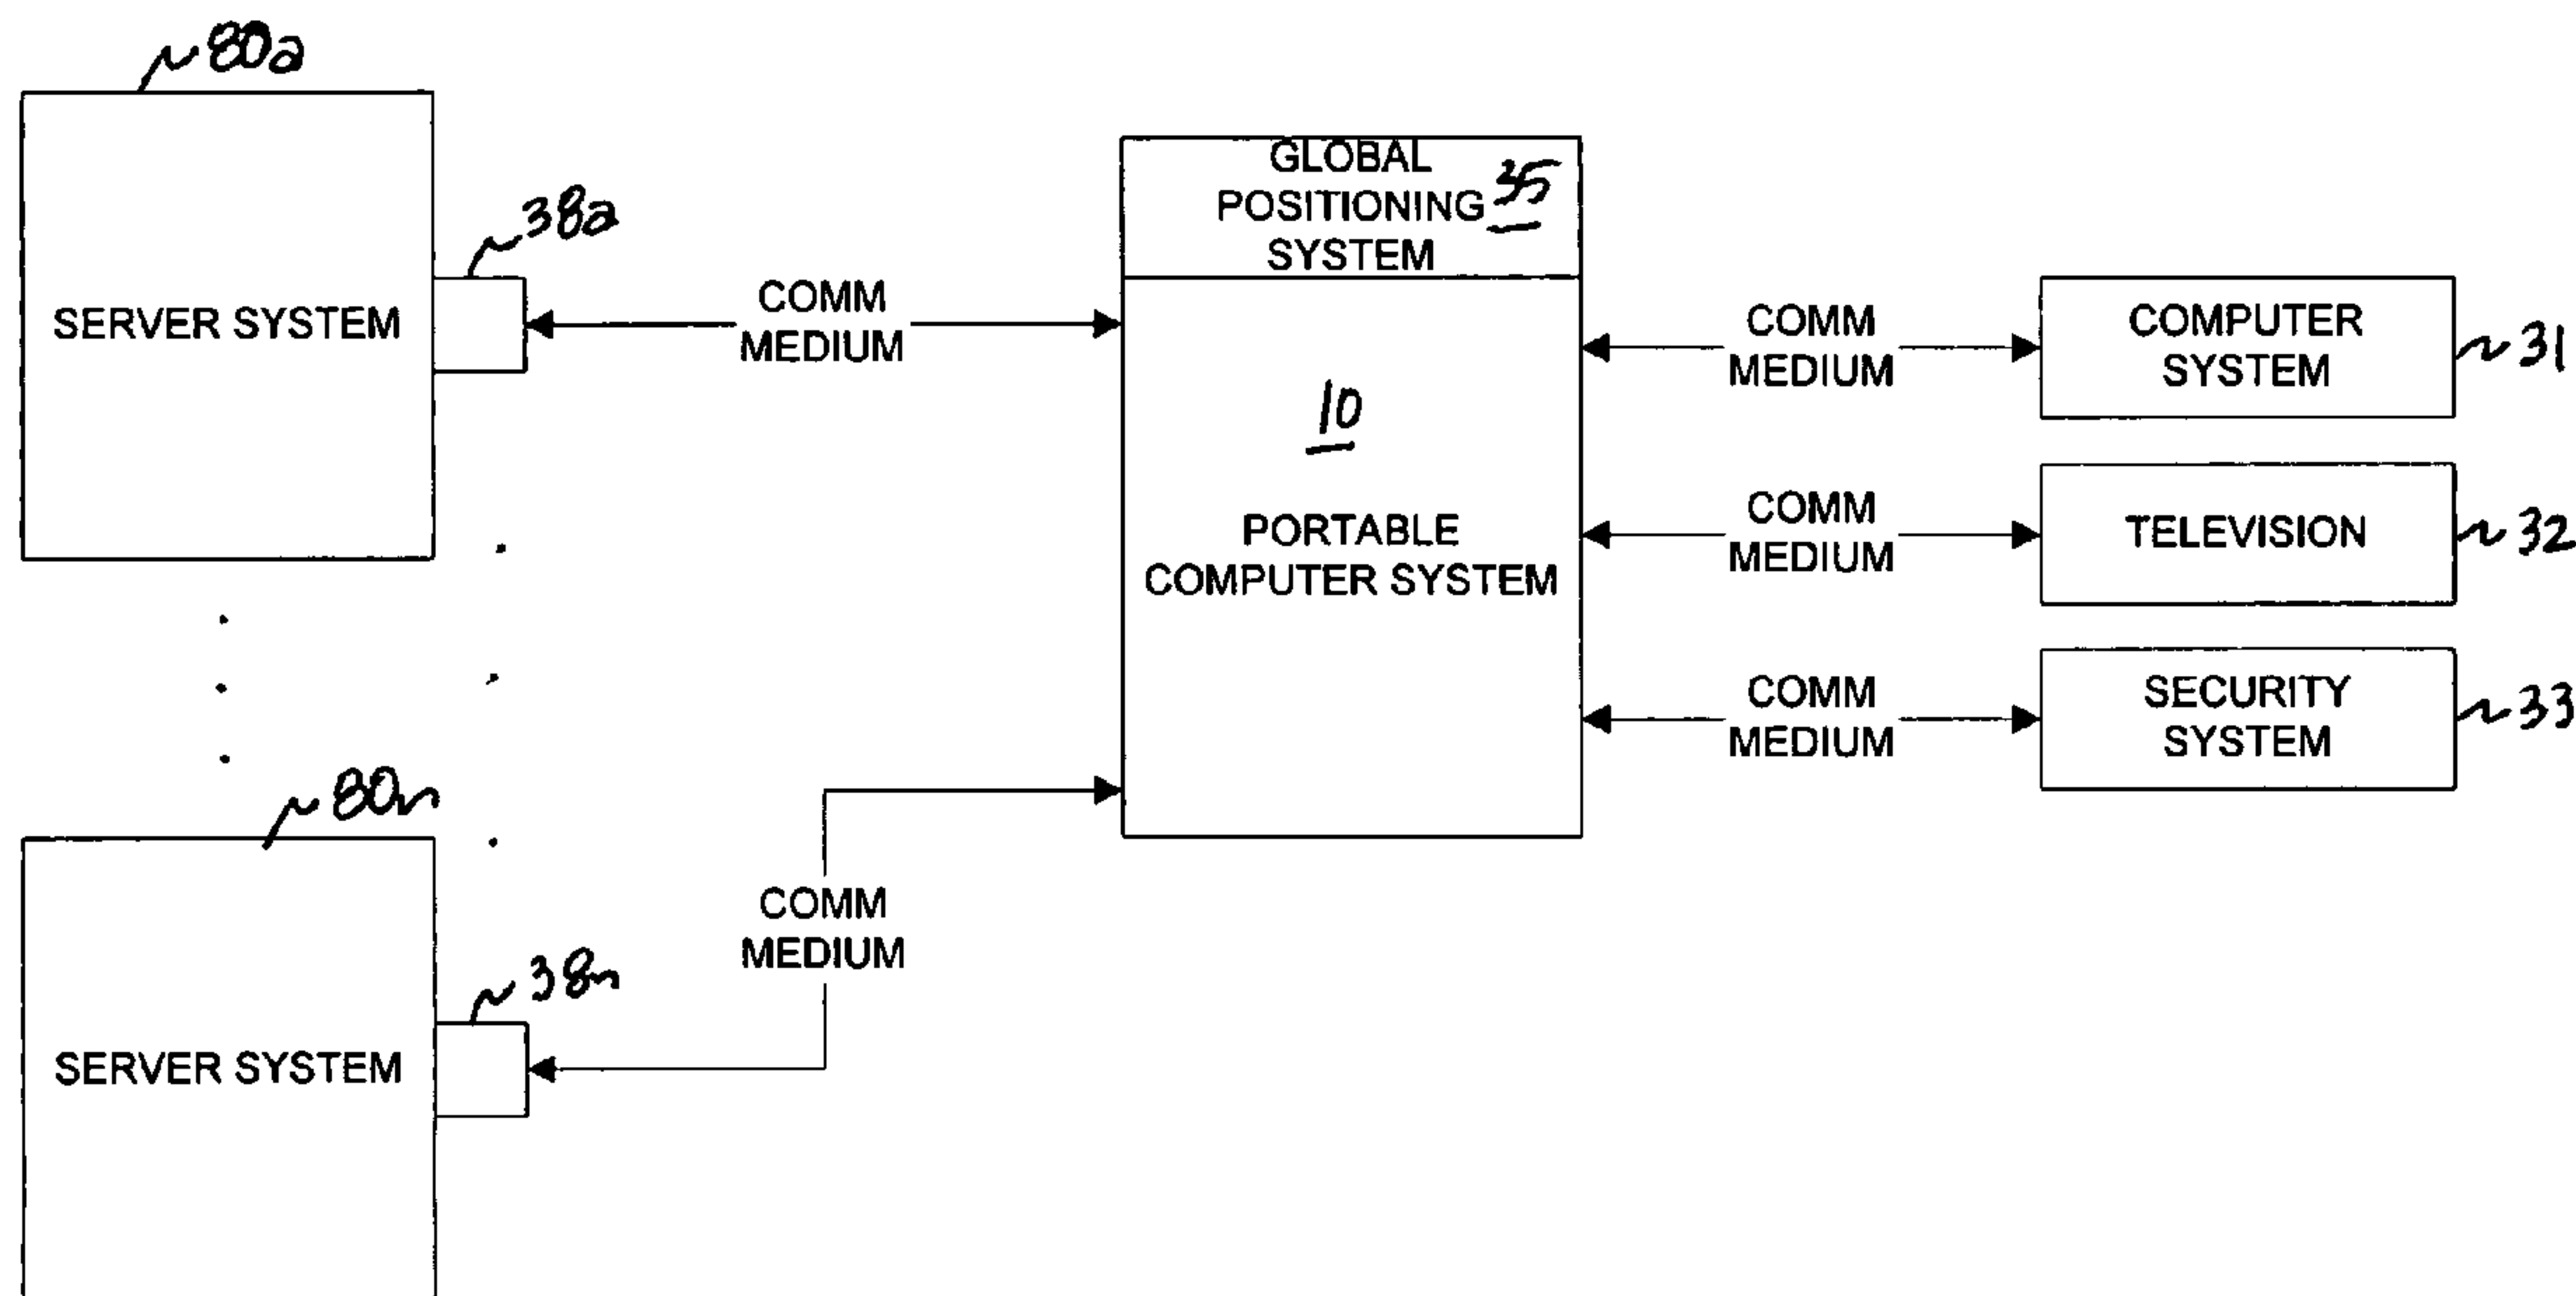 80a
SERVER SYSTEM
38a
COMM
MEDIUM
GLOBAL
POSITIONING 35
SYSTEM
10
PORTABLE
COMPUTER SYSTEM
COMM
MEDIUM
COMPUTER
SYSTEM
31
COMM
MEDIUM
TELEVISION
32
COMM
MEDIUM
SECURITY
SYSTEM
33
80n
SERVER SYSTEM
38n
COMM
MEDIUM